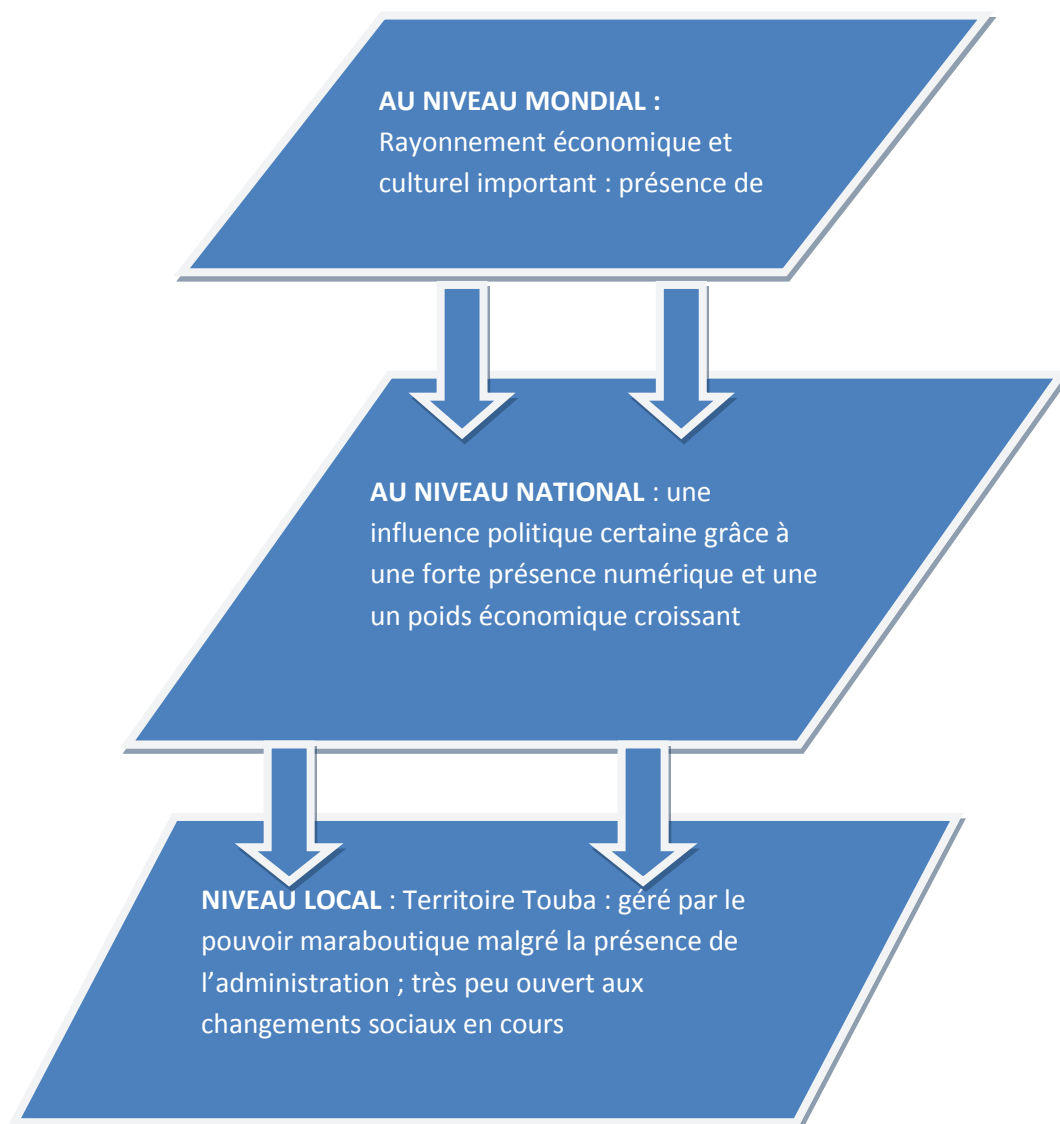 AU NIVEAU MONDIAL :
Rayonnement économique et
culturel important : présence de
AU NIVEAU NATIONAL : une
influence politique certaine grâce à
une forte présence numérique et une
un poids économique croissant
NIVEAU LOCAL : Territoire Touba : géré par le
pouvoir maraboutique malgré la présence de
l’administration ; très peu ouvert aux
changements sociaux en cours